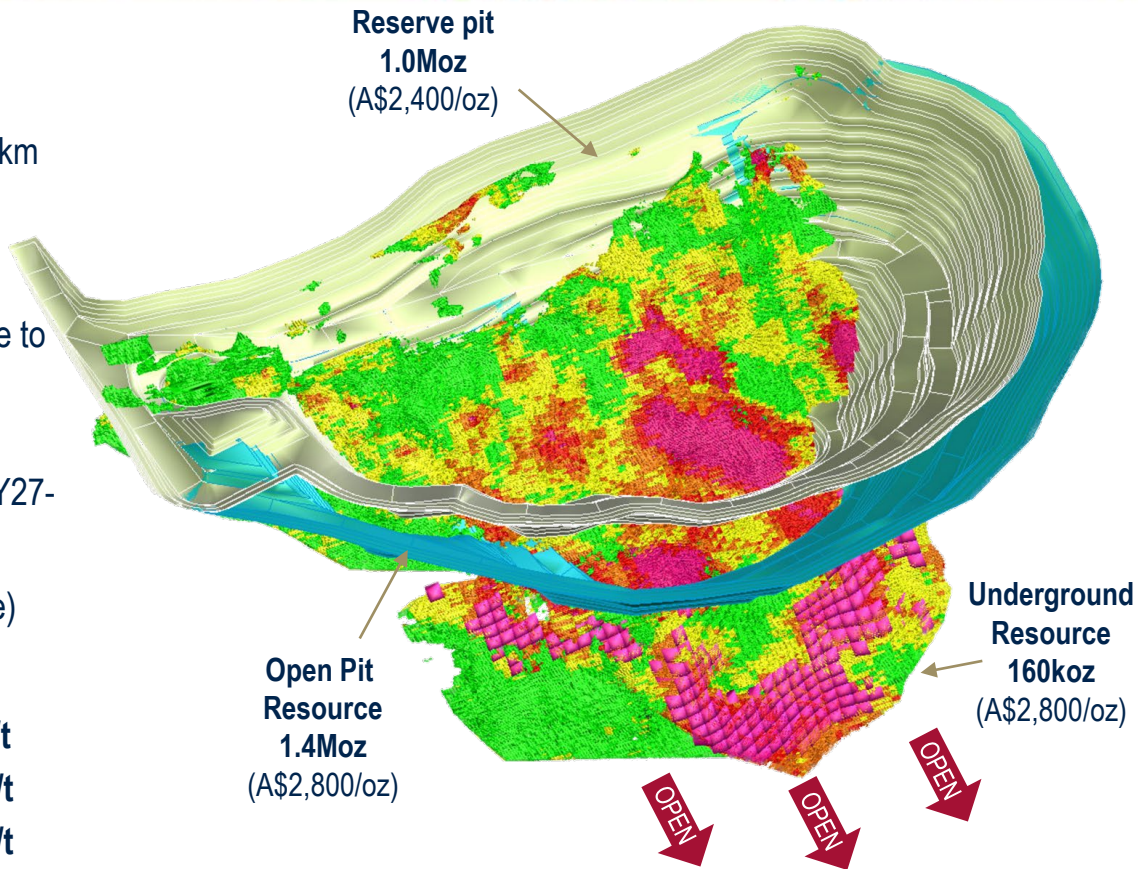 Reserve pit
1.0Moz
(A$2,400/oz)
km
e to
Y27-
e)
/t
/t
/t
Open Pit
Resource
1.4Moz
(A$2,800/oz)
Underground
Resource
160koz
(A$2,800/oz)
OPEN
OPEN
OPEN